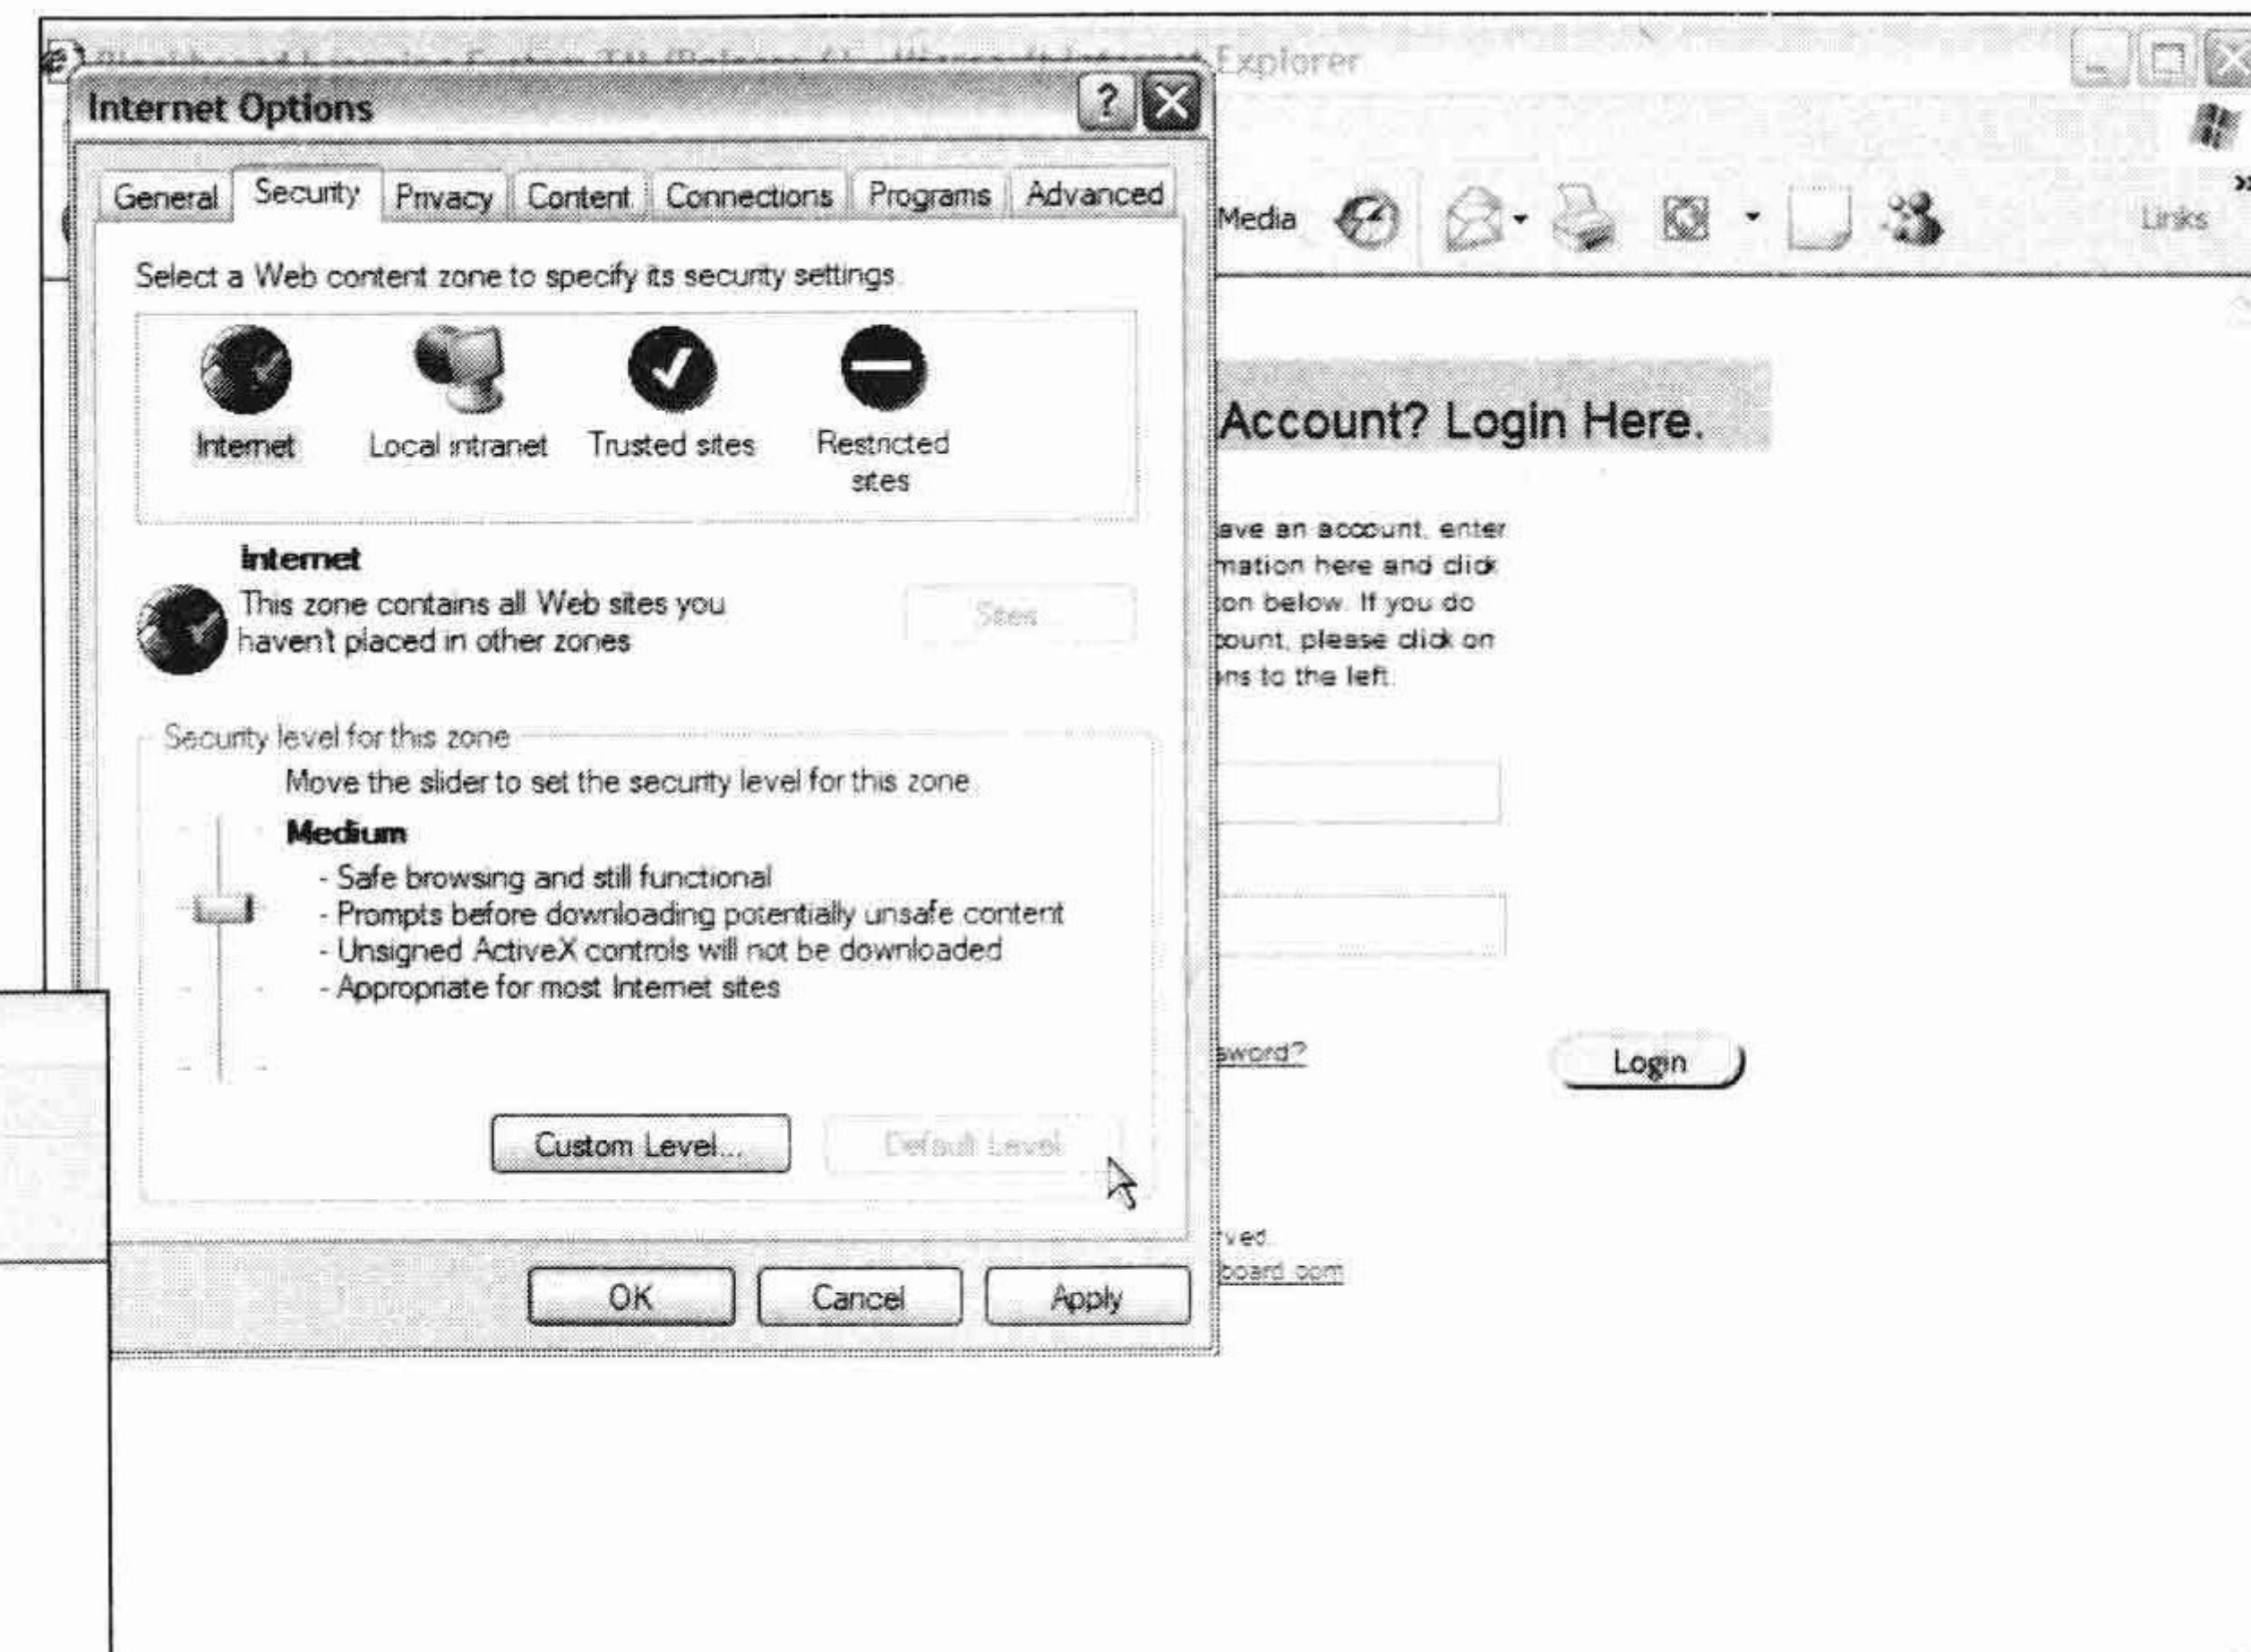 Explorer
Internet Options
?
General Security Privacy Content Connections Programs Advanced
Media
Links
Select a Web content zone to specify its security settings.
Internet Local intranet Trusted sites Restricted
sites
Account? Login Here.
ave an account, enter
mation here and click
on below. If you do
ount, please click on
ons to the left.
Internet
This zone contains all Web sites you
haven't placed in other zones
Sites...
Security level for this zone
Move the slider to set the security level for this zone.
Medium
- Safe browsing and still functional
- Prompts before downloading potentially unsafe content
- Unsigned ActiveX controls will not be downloaded
- Appropriate for most Internet sites
sword?
Login
Custom Level...
Default Level
rved.
board.com
OK Cancel Apply